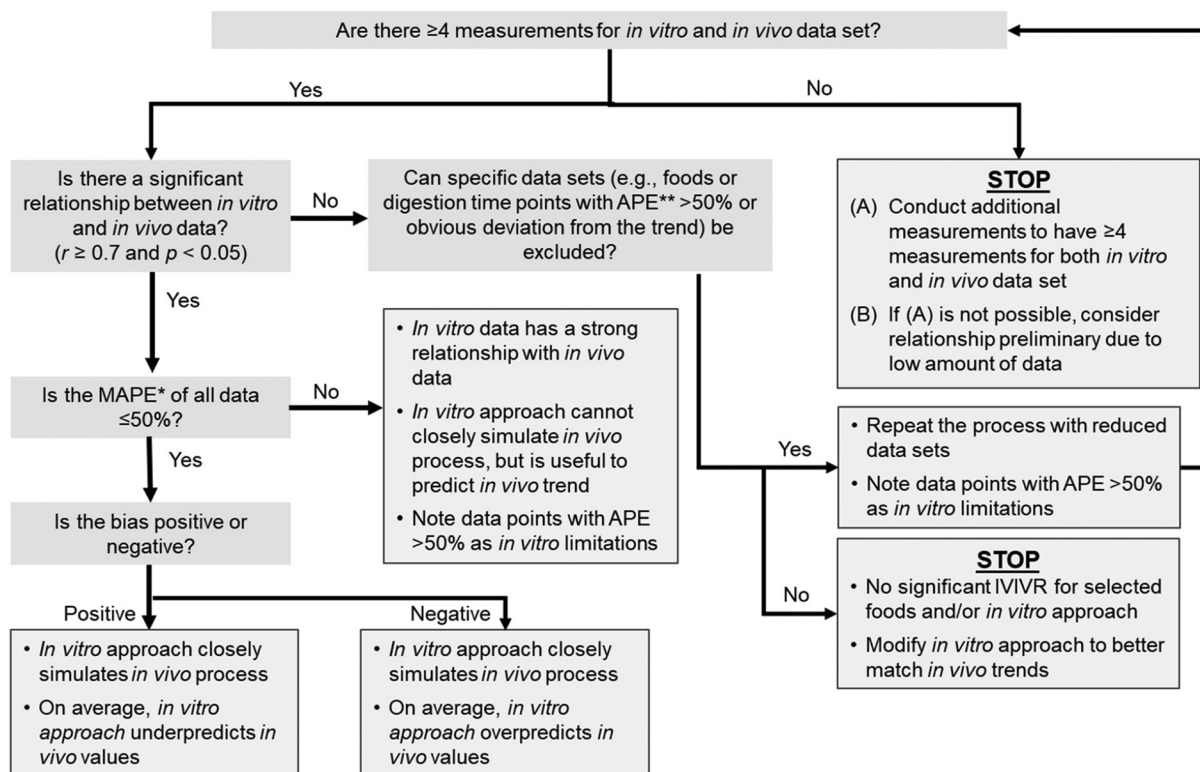 Are there ≥4 measurements for in vitro and in vivo data set?
Yes
No
Is there a significant
relationship between in vitro
and in vivo data?
(r ≥ 0.7 and p < 0.05)
No
Can specific data sets (e.g., foods or
digestion time points with APE** >50% or
obvious deviation from the trend) be
excluded?
STOP
(A) Conduct additional
measurements to have ≥4
measurements for both in vitro
and in vivo data set
(B) If (A) is not possible, consider
relationship preliminary due to
low amount of data
Yes
Is the MAPE* of all data
≤50%?
No
• In vitro data has a strong
relationship with in vivo
data
• In vitro approach cannot
closely simulate in vivo
process, but is useful to
predict in vivo trend
• Note data points with APE
>50% as in vitro limitations
Yes
• Repeat the process with reduced
data sets
• Note data points with APE >50%
as in vitro limitations
Yes
Is the bias positive or
negative?
No
STOP
• No significant IVIVR for selected
foods and/or in vitro approach
• Modify in vitro approach to better
match in vivo trends
Positive
Negative
• In vitro approach closely
simulates in vivo process
• On average, in vitro
approach underpredicts in
vivo values
• In vitro approach closely
simulates in vivo process
• On average, in vitro
approach overpredicts in
vivo values